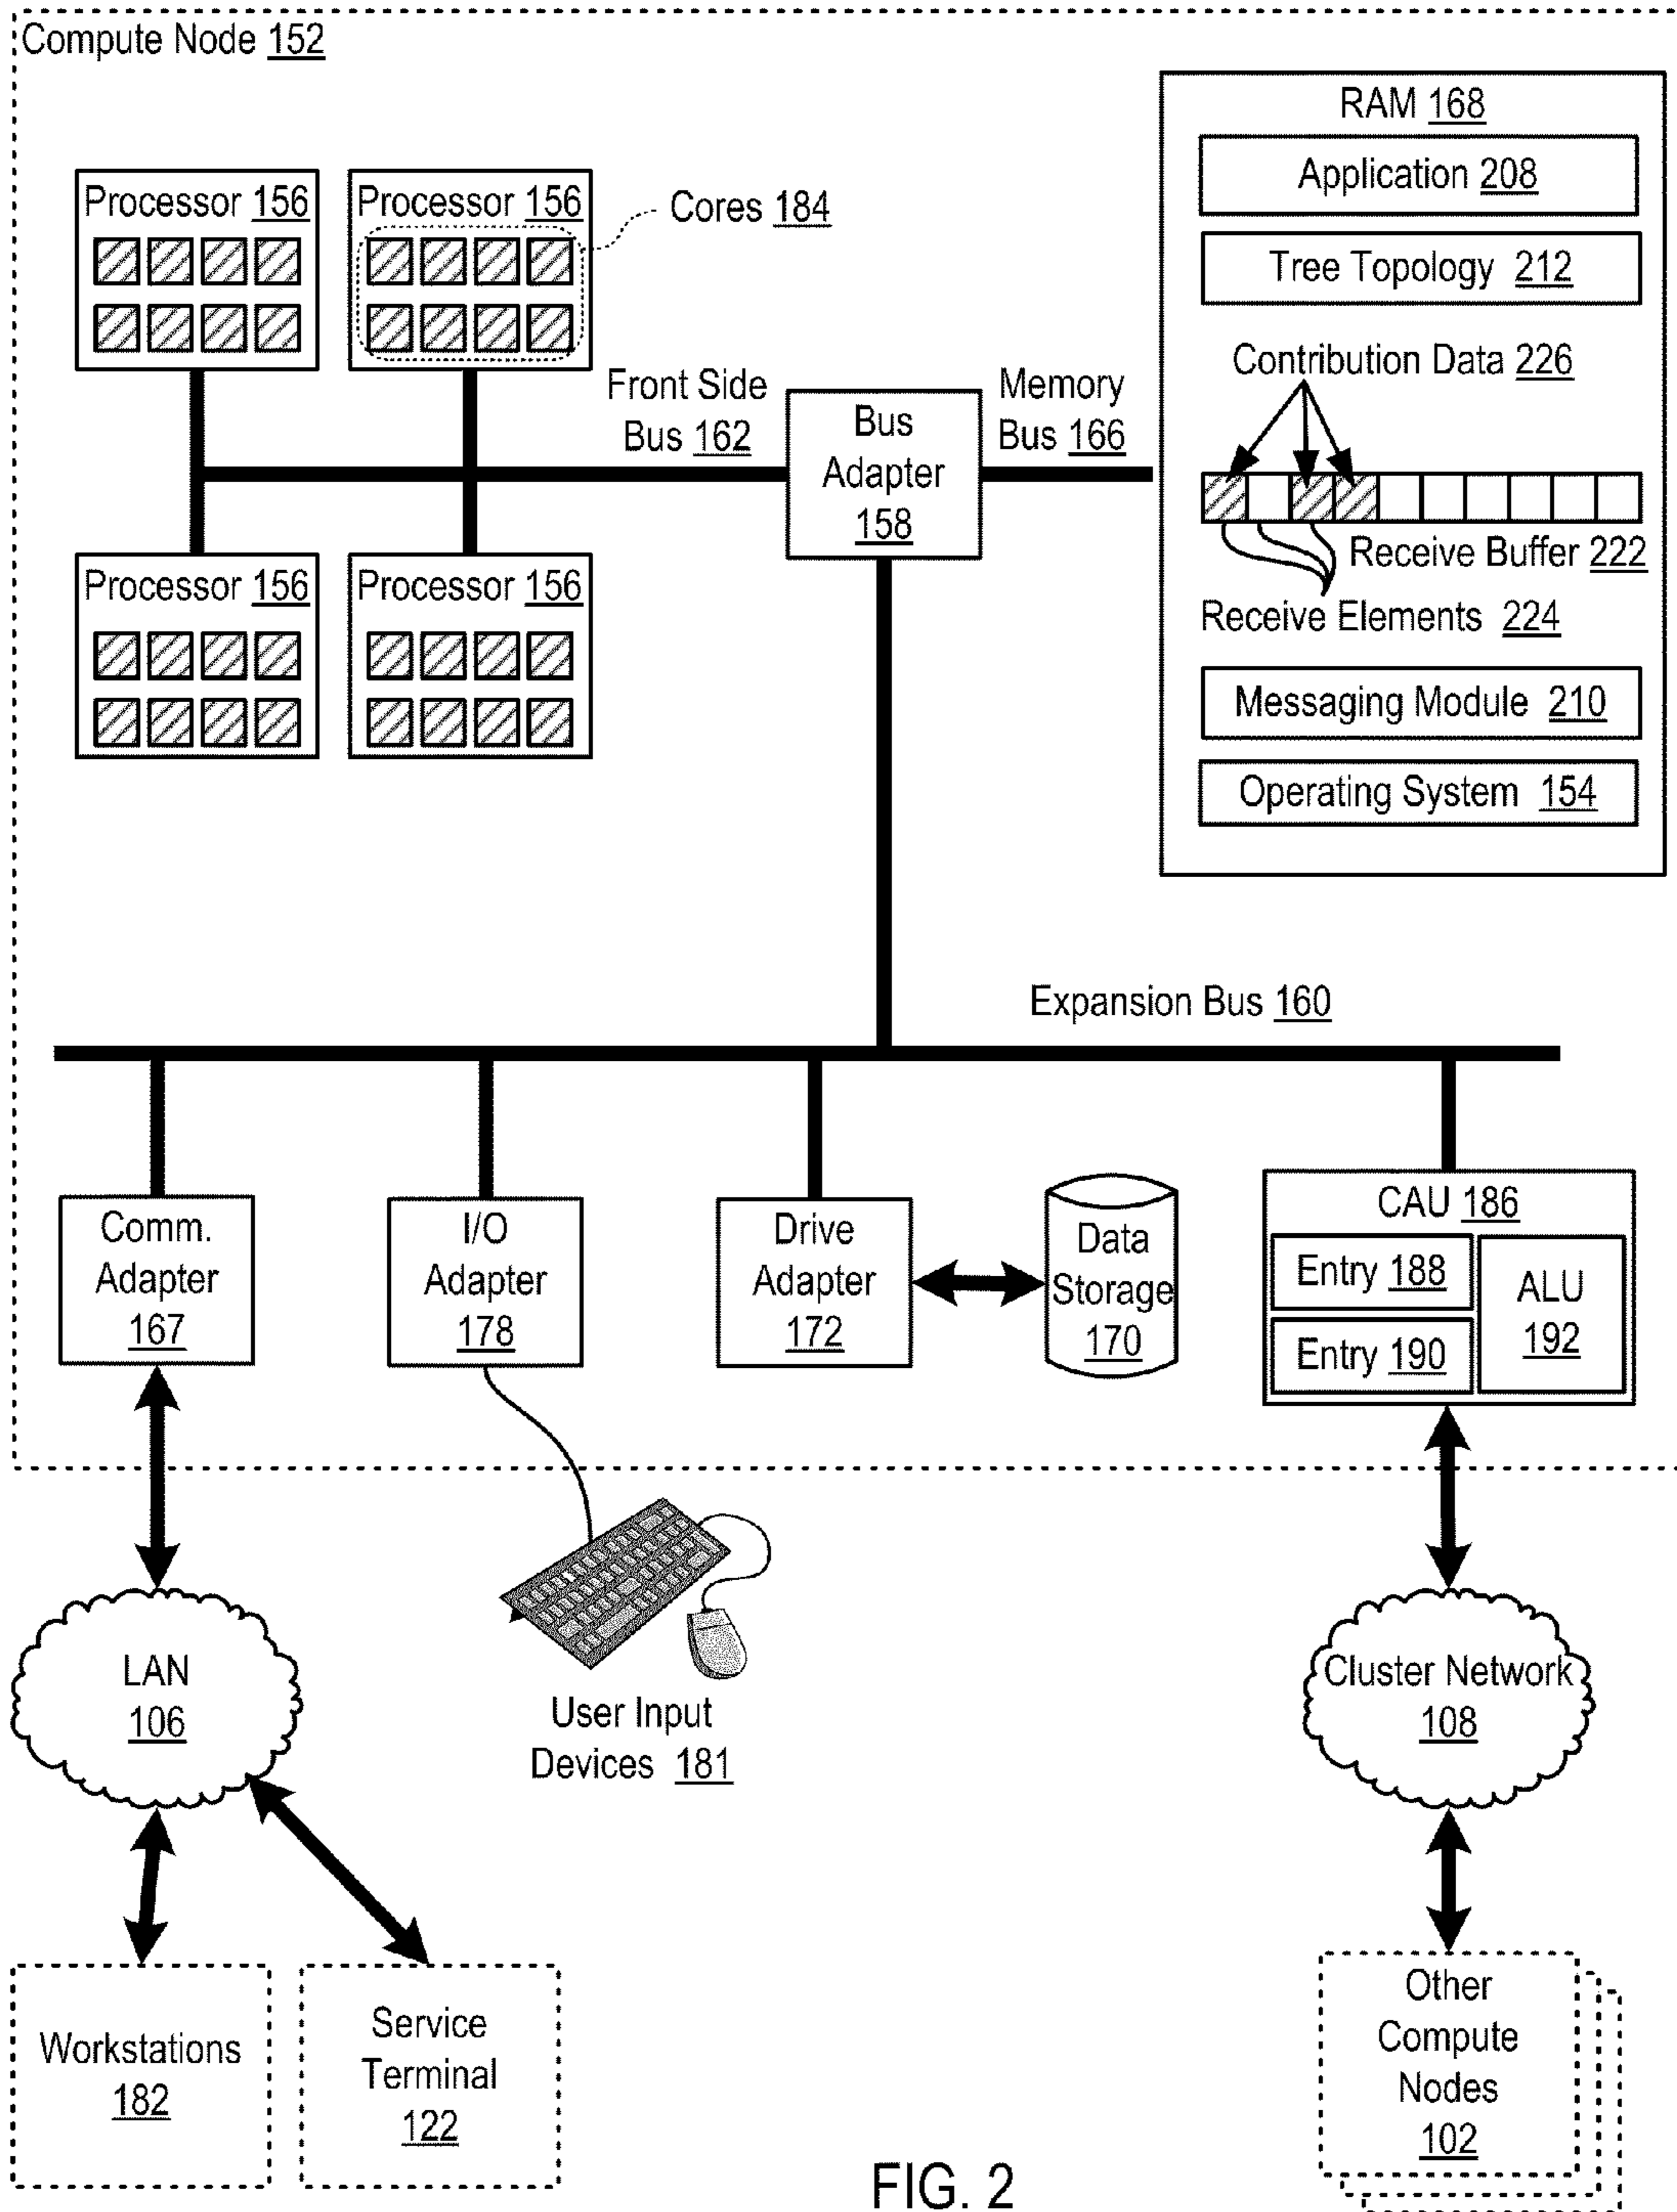 Compute Node 152
RAM 168
Application 208
Tree Topology 212
Contribution Data 226
Receive Buffer 222
Receive Elements 224
Messaging Module 210
Operating System 154
Processor 156
Processor 156
Cores 184
Processor 156
Processor 156
Front Side
Bus 162
Bus
Adapter
158
Memory
Bus 166
Expansion Bus 160
Comm.
Adapter
167
I/O
Adapter
178
Drive
Adapter
172
Data
Storage
170
CAU 186
Entry 188
Entry 190
ALU
192
LAN
106
User Input
Devices 181
Cluster Network
108
Workstations
182
Service
Terminal
122
Other
Compute
Nodes
102
FIG. 2